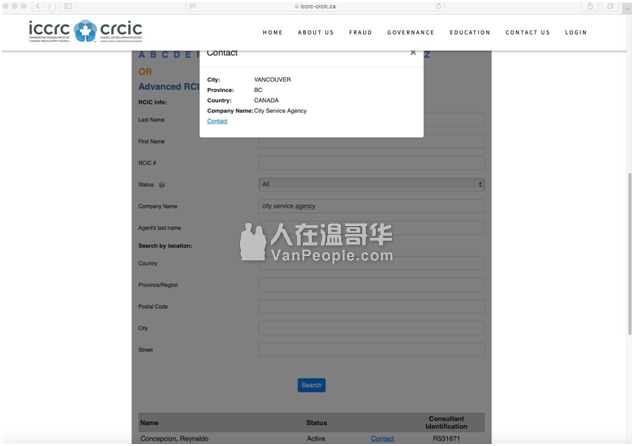 iccrc-crcic.ca
iccrc crcic
HOME ABOUT US FRAUD GOVERNANCE EDUCATION CONTACT US LOGIN
Contact ×
A B C D E Z
OR
Advanced RCI
City: VANCOUVER
Province: BC
Country: CANADA
Company Name: City Service Agency
Contact
RCIC info:
Last Name
First Name
RCIC #
Status All
Company Name city service agency
Agent's last name
Search by location:
Country
人在温哥华
VanPeople.com
Province/Region
Postal Code
City
Street
Search
Name Status Consultant Identification
Concepcion, Reynaldo Active Contact R531671